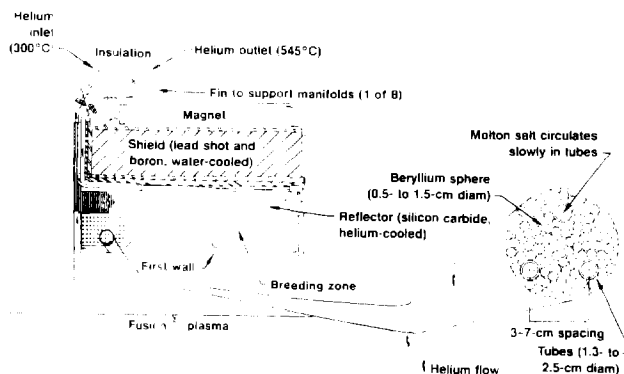 Helium
inlet
(300°C)
Insulation
Helium outlet (545°C)
Fin to support manifolds (1 of 8)
Magnet
Shield (lead shot and
boron, water-cooled)
Reflector (silicon carbide,
helium-cooled)
First wall
Breeding zone
Fusion plasma
Helium flow
Molton salt circulates
slowly in tubes
Beryllium sphere
(0.5- to 1.5-cm diam)
3-7-cm spacing
Tubes (1.3- to
2.5-cm diam)